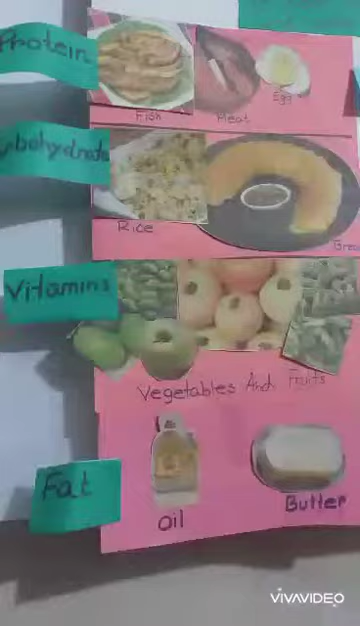 Protein
Fish
Meat
Egg
Rice
Vitamins
Vegetables And Fruits
Fat
Oil
Butter
VIVAVIDEO